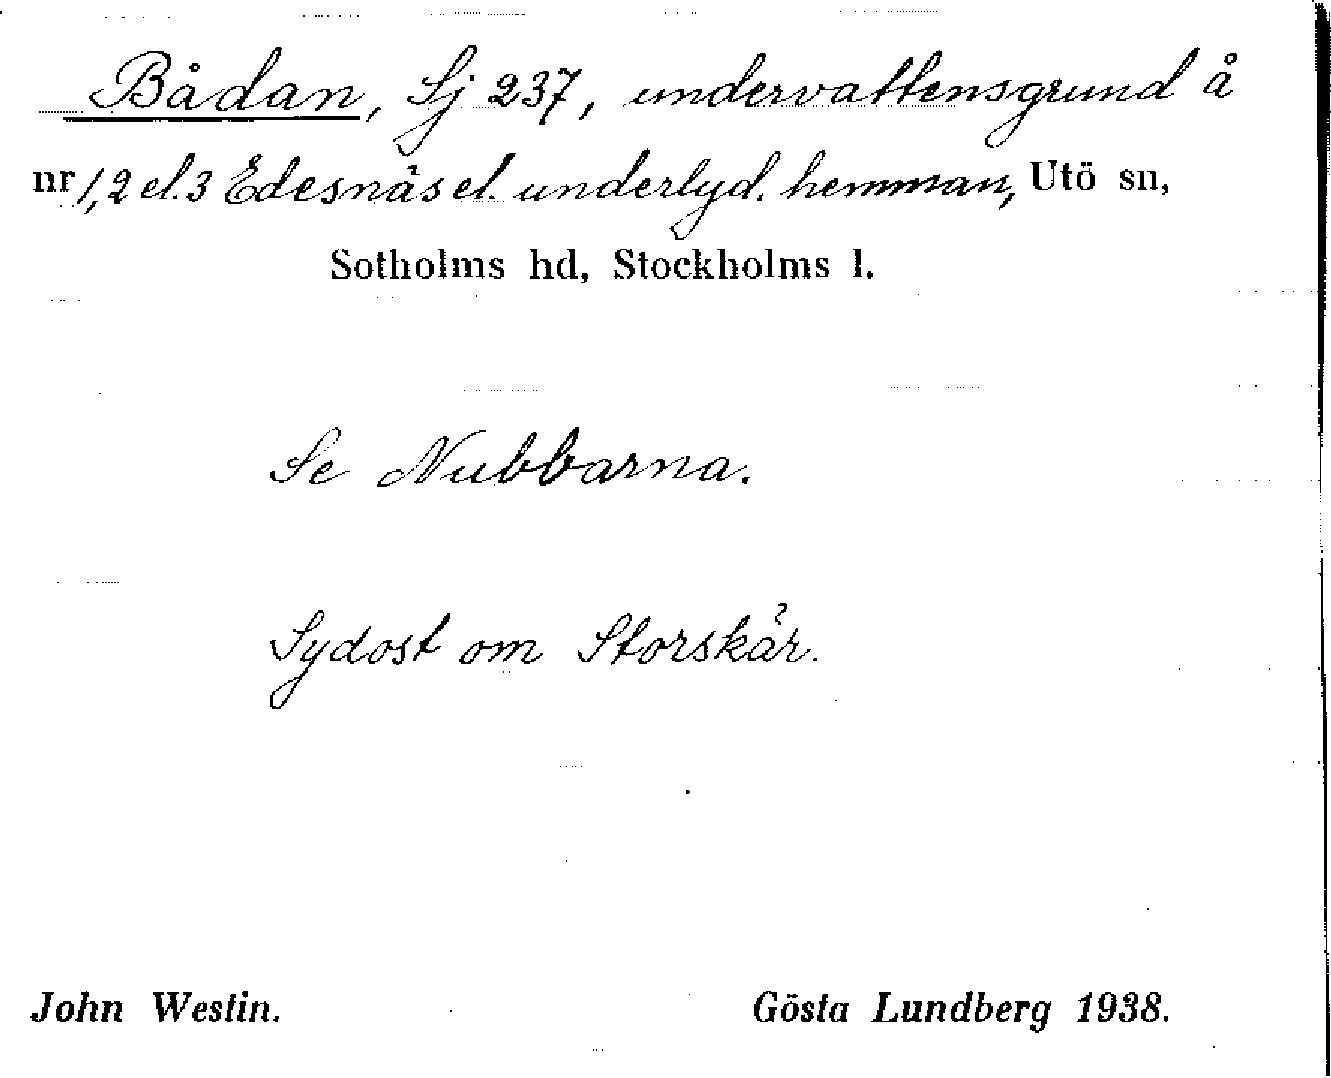 Bådan, Sj 237, undervattensgrund å
nr 1,2 el. 3 Edesnäs el. underlyd. hemman, Utö sn,
Sotholms hd, Stockholms l.
Se Nubbarna.
Sydost om Storskär.
John Westin. Gösta Lundberg 1938.